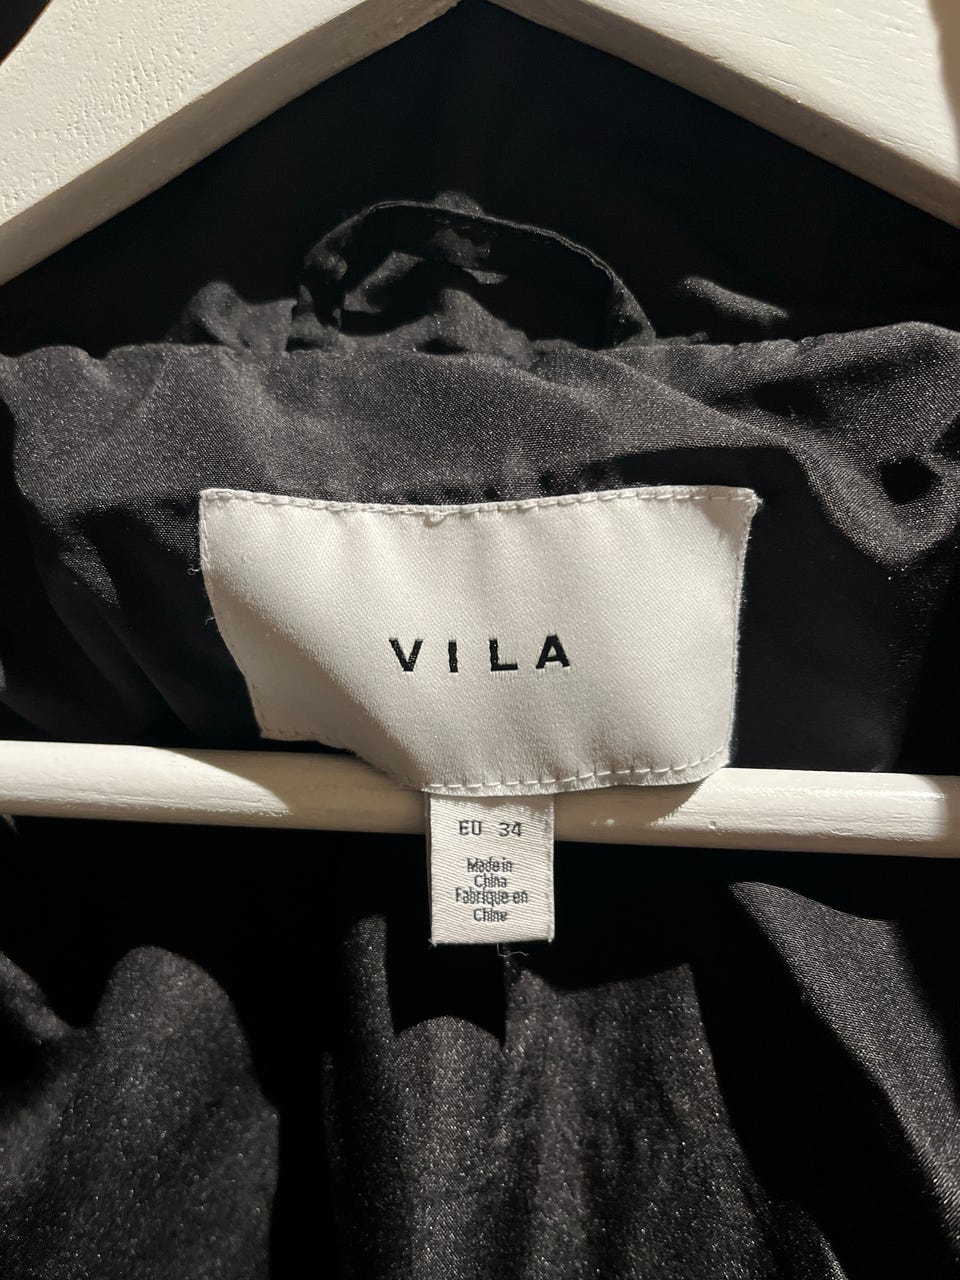 VILA
EU 34
Made in
China
Fabriqué en
Chine